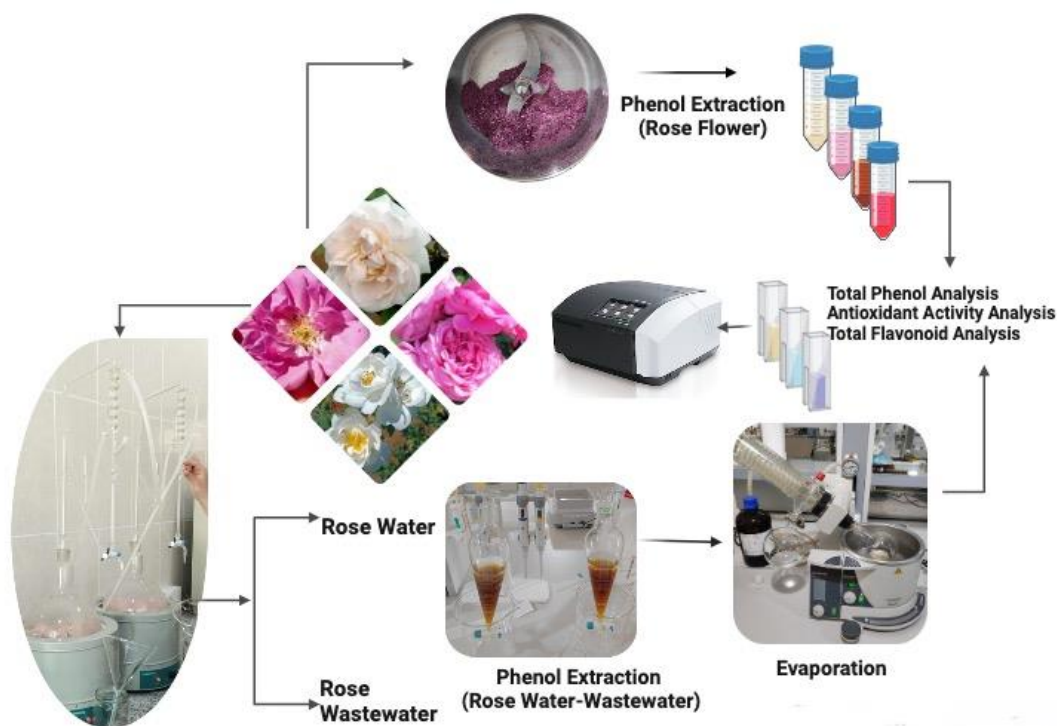 Phenol Extraction
(Rose Flower)
Total Phenol Analysis
Antioxidant Activity Analysis
Total Flavonoid Analysis
Rose Water
Rose
Wastewater
Phenol Extraction
(Rose Water-Wastewater)
Evaporation